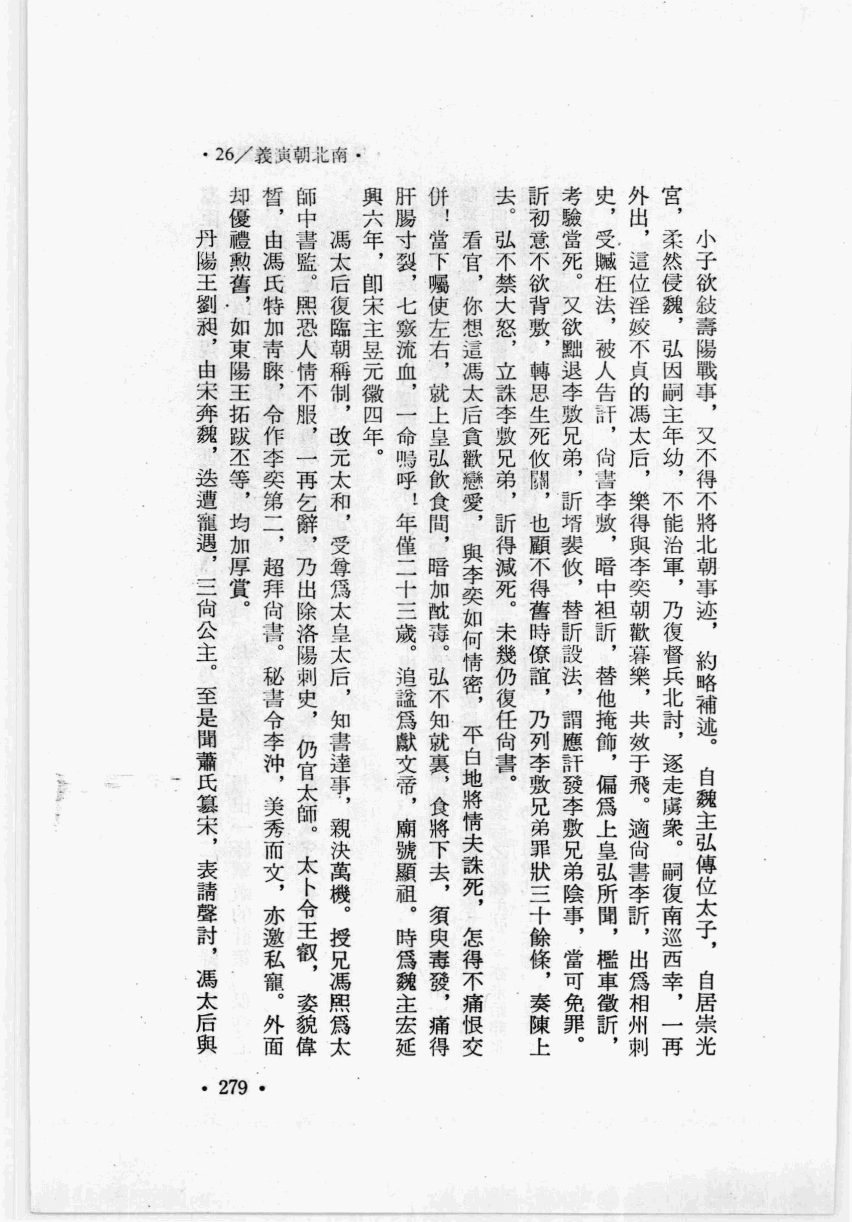 •26／義演朝北南•
小子欲敍壽陽戰事，又不得不將北朝事迹，約略補述。自魏主弘傳位太子，自居崇光
宮，柔然侵魏，弘因嗣主年幼，不能治軍，乃復督兵北討，逐走虜衆。嗣復南巡西幸，一再
外出，這位淫姣不貞的馮太后，樂得與李奕朝歡暮樂，共效于飛。適尙書李訢，出爲相州刺
史，受贓枉法，被人告訐，尙書李敷，暗中袒訢，替他掩飾，偏爲上皇弘所聞，檻車徵訢，
考驗當死。又欲黜退李敷兄弟，訢壻裴攸，替訢設法，謂應訐發李敷兄弟陰事，當可免罪。
訢初意不欲背敷，轉思生死攸關，也顧不得舊時僚誼，乃列李敷兄弟罪狀三十餘條，奏陳上
去。弘不禁大怒，立誅李敷兄弟，訢得減死。未幾仍復任尙書。
看官，你想這馮太后貪歡戀愛，與李奕如何情密，平白地將情夫誅死，怎得不痛恨交
併！當下囑使左右，就上皇弘飮食間，暗加酖毒。弘不知就裏，食將下去，須臾毒發，痛得
肝腸寸裂，七竅流血，一命嗚呼！年僅二十三歲。追諡爲獻文帝，廟號顯祖。時爲魏主宏延
興六年，卽宋主昱元徽四年。
馮太后復臨朝稱制，改元太和，受尊爲太皇太后，知書達事，親決萬機。授兄馮熙爲太
師中書監。熙恐人情不服，一再乞辭，乃出除洛陽刺史，仍官太師。太卜令王叡，姿貌偉
晳，由馮氏特加靑睞，令作李奕第二，超拜尙書。秘書令李沖，美秀而文，亦邀私寵。外面
却優禮勳舊，如東陽王拓跋丕等，均加厚賞。
丹陽王劉昶，由宋奔魏，迭遭寵遇，三尙公主。至是聞蕭氏篡宋，表請聲討，馮太后與
•279•